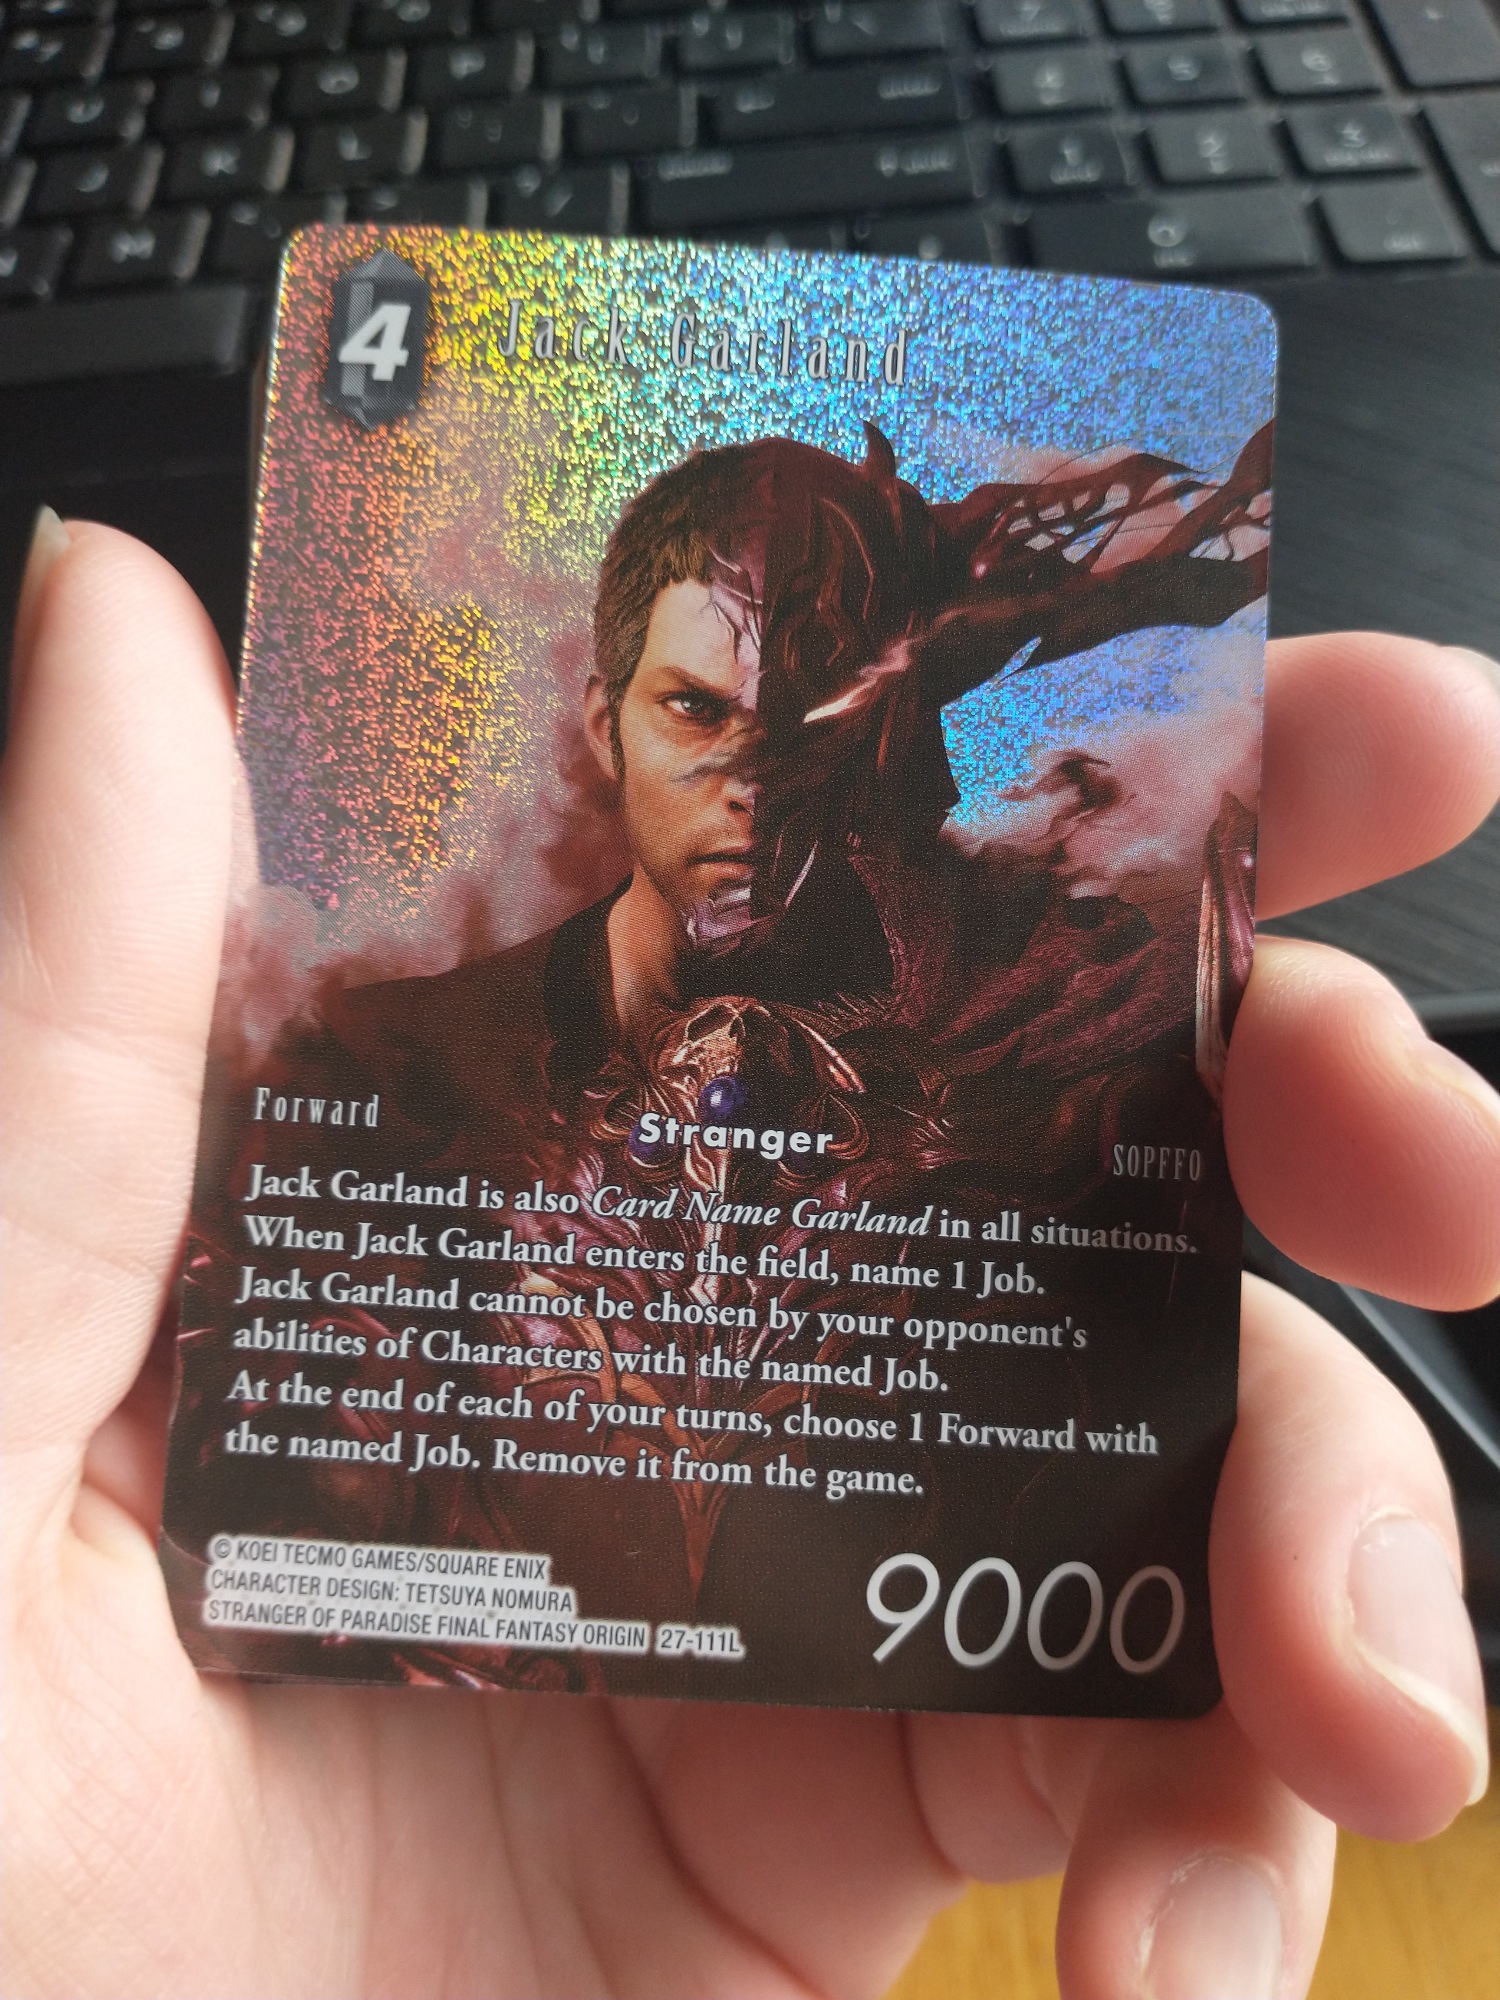 4
Jack Garland
Forward
Stranger
SOPFFO
Jack Garland is also Card Name Garland in all situations.
When Jack Garland enters the field, name 1 Job.
Jack Garland cannot be chosen by your opponent's
abilities of Characters with the named Job.
At the end of each of your turns, choose 1 Forward with
the named Job. Remove it from the game.
© KOEI TECMO GAMES/SQUARE ENIX
CHARACTER DESIGN: TETSUYA NOMURA
STRANGER OF PARADISE FINAL FANTASY ORIGIN 27-111L
9000